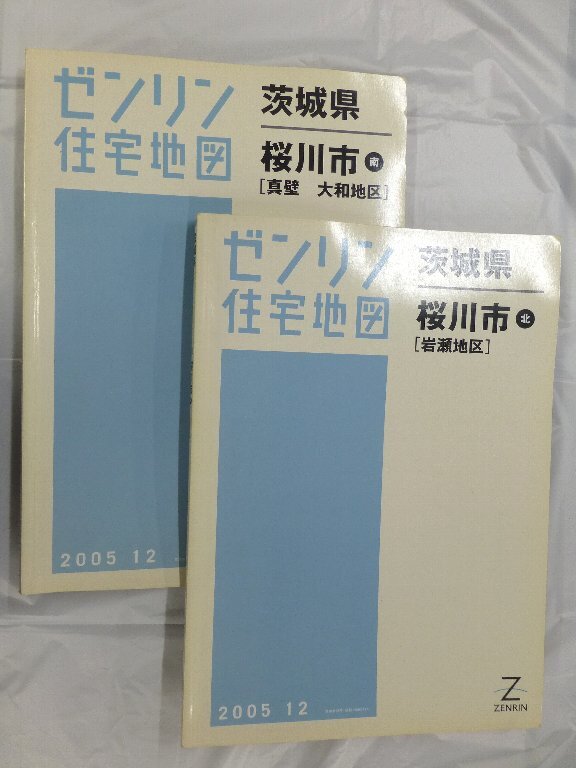 ゼンリン
住宅地図
茨城県
桜川市 南
[真壁 大和地区]
2005 12
ゼンリン
住宅地図
茨城県
桜川市 北
[岩瀬地区]
2005 12
Z
ZENRIN